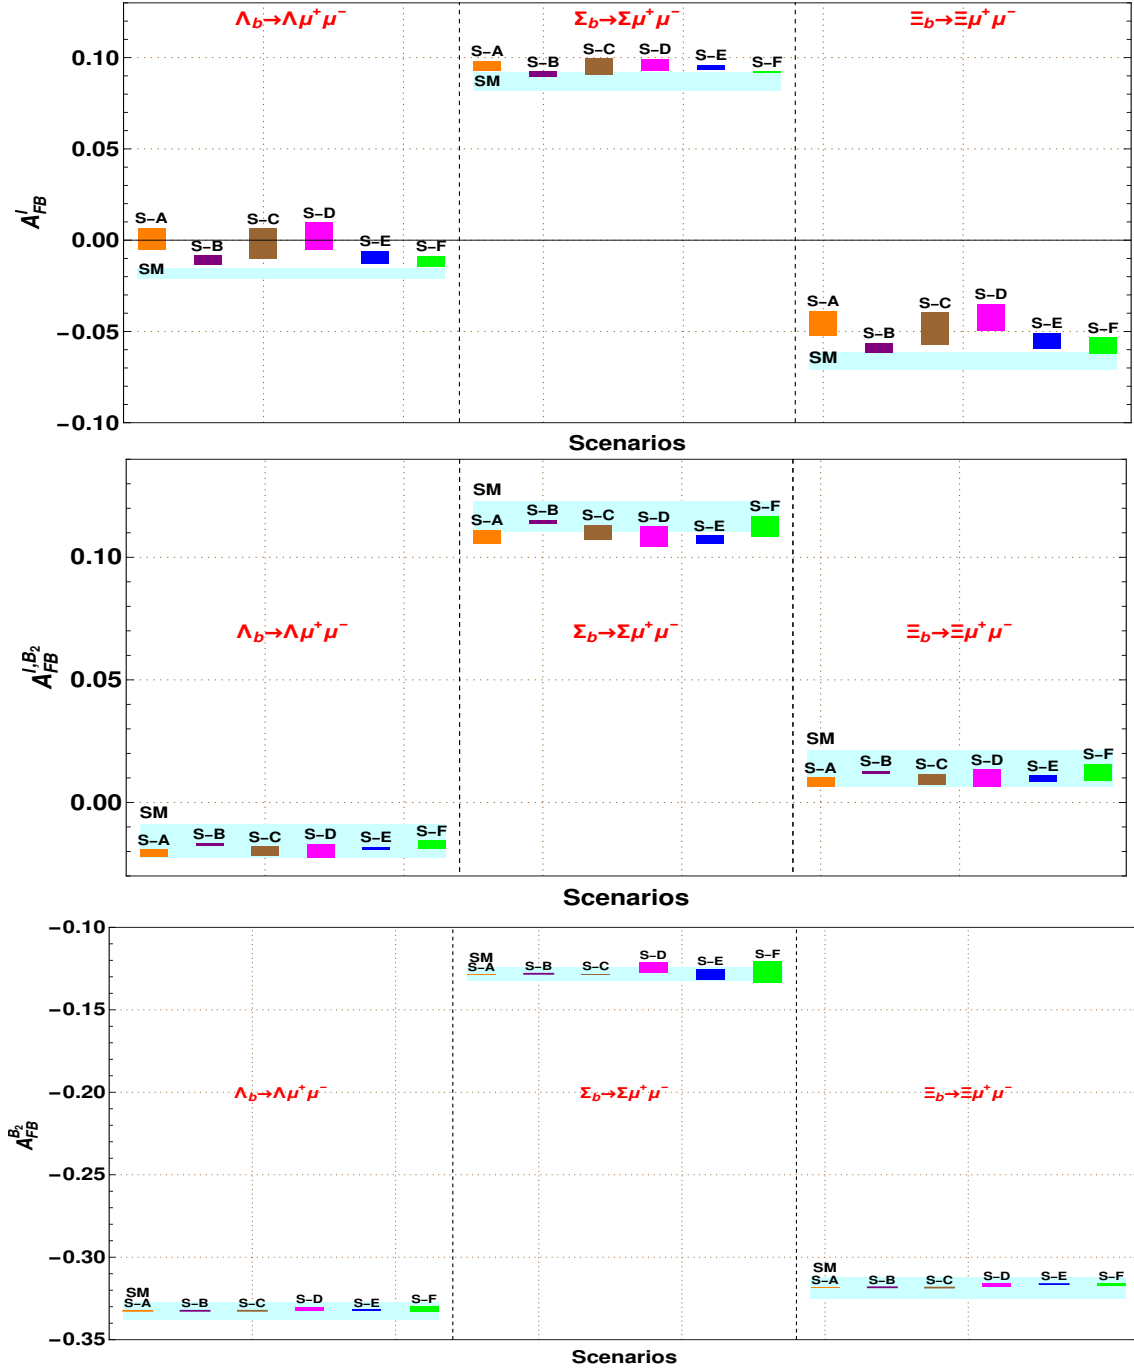 Λb→Λμ⁺μ⁻ Σb→Σμ⁺μ⁻ Ξb→Ξμ⁺μ⁻
0.10
0.05
0.00
−0.05
−0.10
A^l_FB
S−A S−B S−C S−D S−E S−F
SM
S−A S−B S−C S−D S−E S−F
SM
S−A S−B S−C S−D S−E S−F
SM
Scenarios
0.10
0.05
0.00
A^{l,B₂}_FB
Λb→Λμ⁺μ⁻ Σb→Σμ⁺μ⁻ Ξb→Ξμ⁺μ⁻
SM
S−A S−B S−C S−D S−E S−F
SM
S−A S−B S−C S−D S−E S−F
SM
S−A S−B S−C S−D S−E S−F
Scenarios
−0.10
−0.15
−0.20
−0.25
−0.30
−0.35
A^{B₂}_FB
Λb→Λμ⁺μ⁻ Σb→Σμ⁺μ⁻ Ξb→Ξμ⁺μ⁻
SM
S−A S−B S−C S−D S−E S−F
SM
S−A S−B S−C S−D S−E S−F
SM
S−A S−B S−C S−D S−E S−F
Scenarios